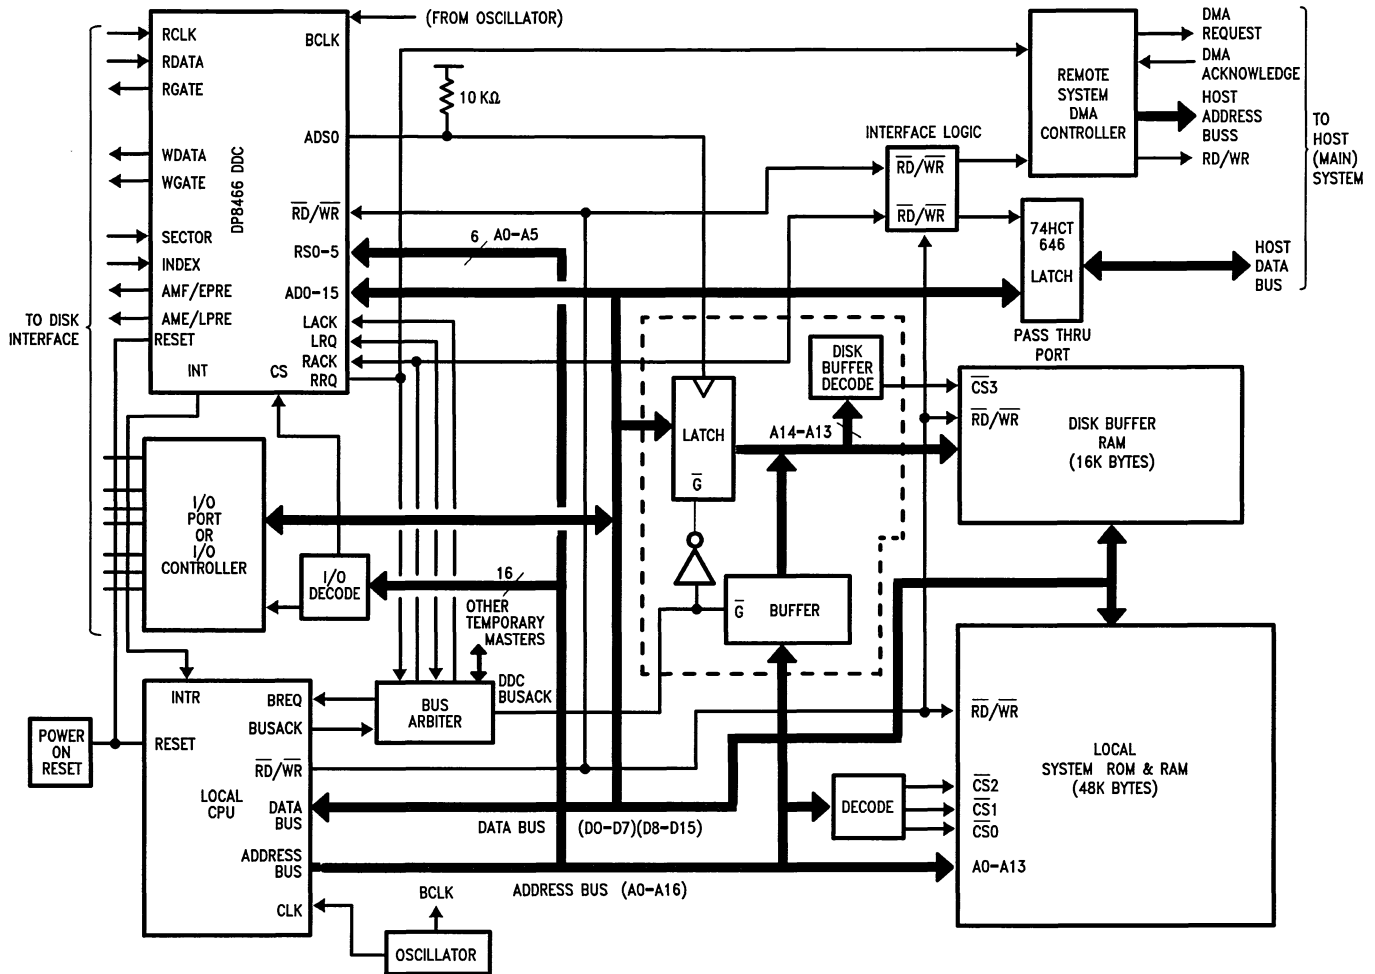 (FROM OSCILLATOR)
RCLK
RDATA
RGATE
WDATA
WGATE
SECTOR
INDEX
AMF/EPRE
AME/LPRE
RESET
TO DISK
INTERFACE
DP8466 DDC
BCLK
ADS0
RD/WR
RS0-5
AD0-15
LACK
LRQ
RACK
RRQ
INT
CS
10 KΩ
6
A0-A5
INTERFACE LOGIC
RD/WR
RD/WR
REMOTE
SYSTEM
DMA
CONTROLLER
DMA
REQUEST
DMA
ACKNOWLEDGE
HOST
ADDRESS
BUSS
RD/WR
TO
HOST
(MAIN)
SYSTEM
74HCT
646
LATCH
PASS THRU
PORT
HOST
DATA
BUS
DISK
BUFFER
DECODE
LATCH
G
A14-A13
CS3
RD/WR
DISK BUFFER
RAM
(16K BYTES)
I/O
PORT
OR
I/O
CONTROLLER
I/O
DECODE
16
OTHER
TEMPORARY
MASTERS
DDC
BUSACK
G
BUFFER
BUS
ARBITER
INTR
BREQ
BUSACK
RESET
RD/WR
LOCAL
CPU
DATA
BUS
ADDRESS
BUS
CLK
POWER
ON
RESET
DATA BUS (D0-D7)(D8-D15)
ADDRESS BUS (A0-A16)
BCLK
OSCILLATOR
DECODE
RD/WR
CS2
CS1
CS0
A0-A13
LOCAL
SYSTEM ROM & RAM
(48K BYTES)